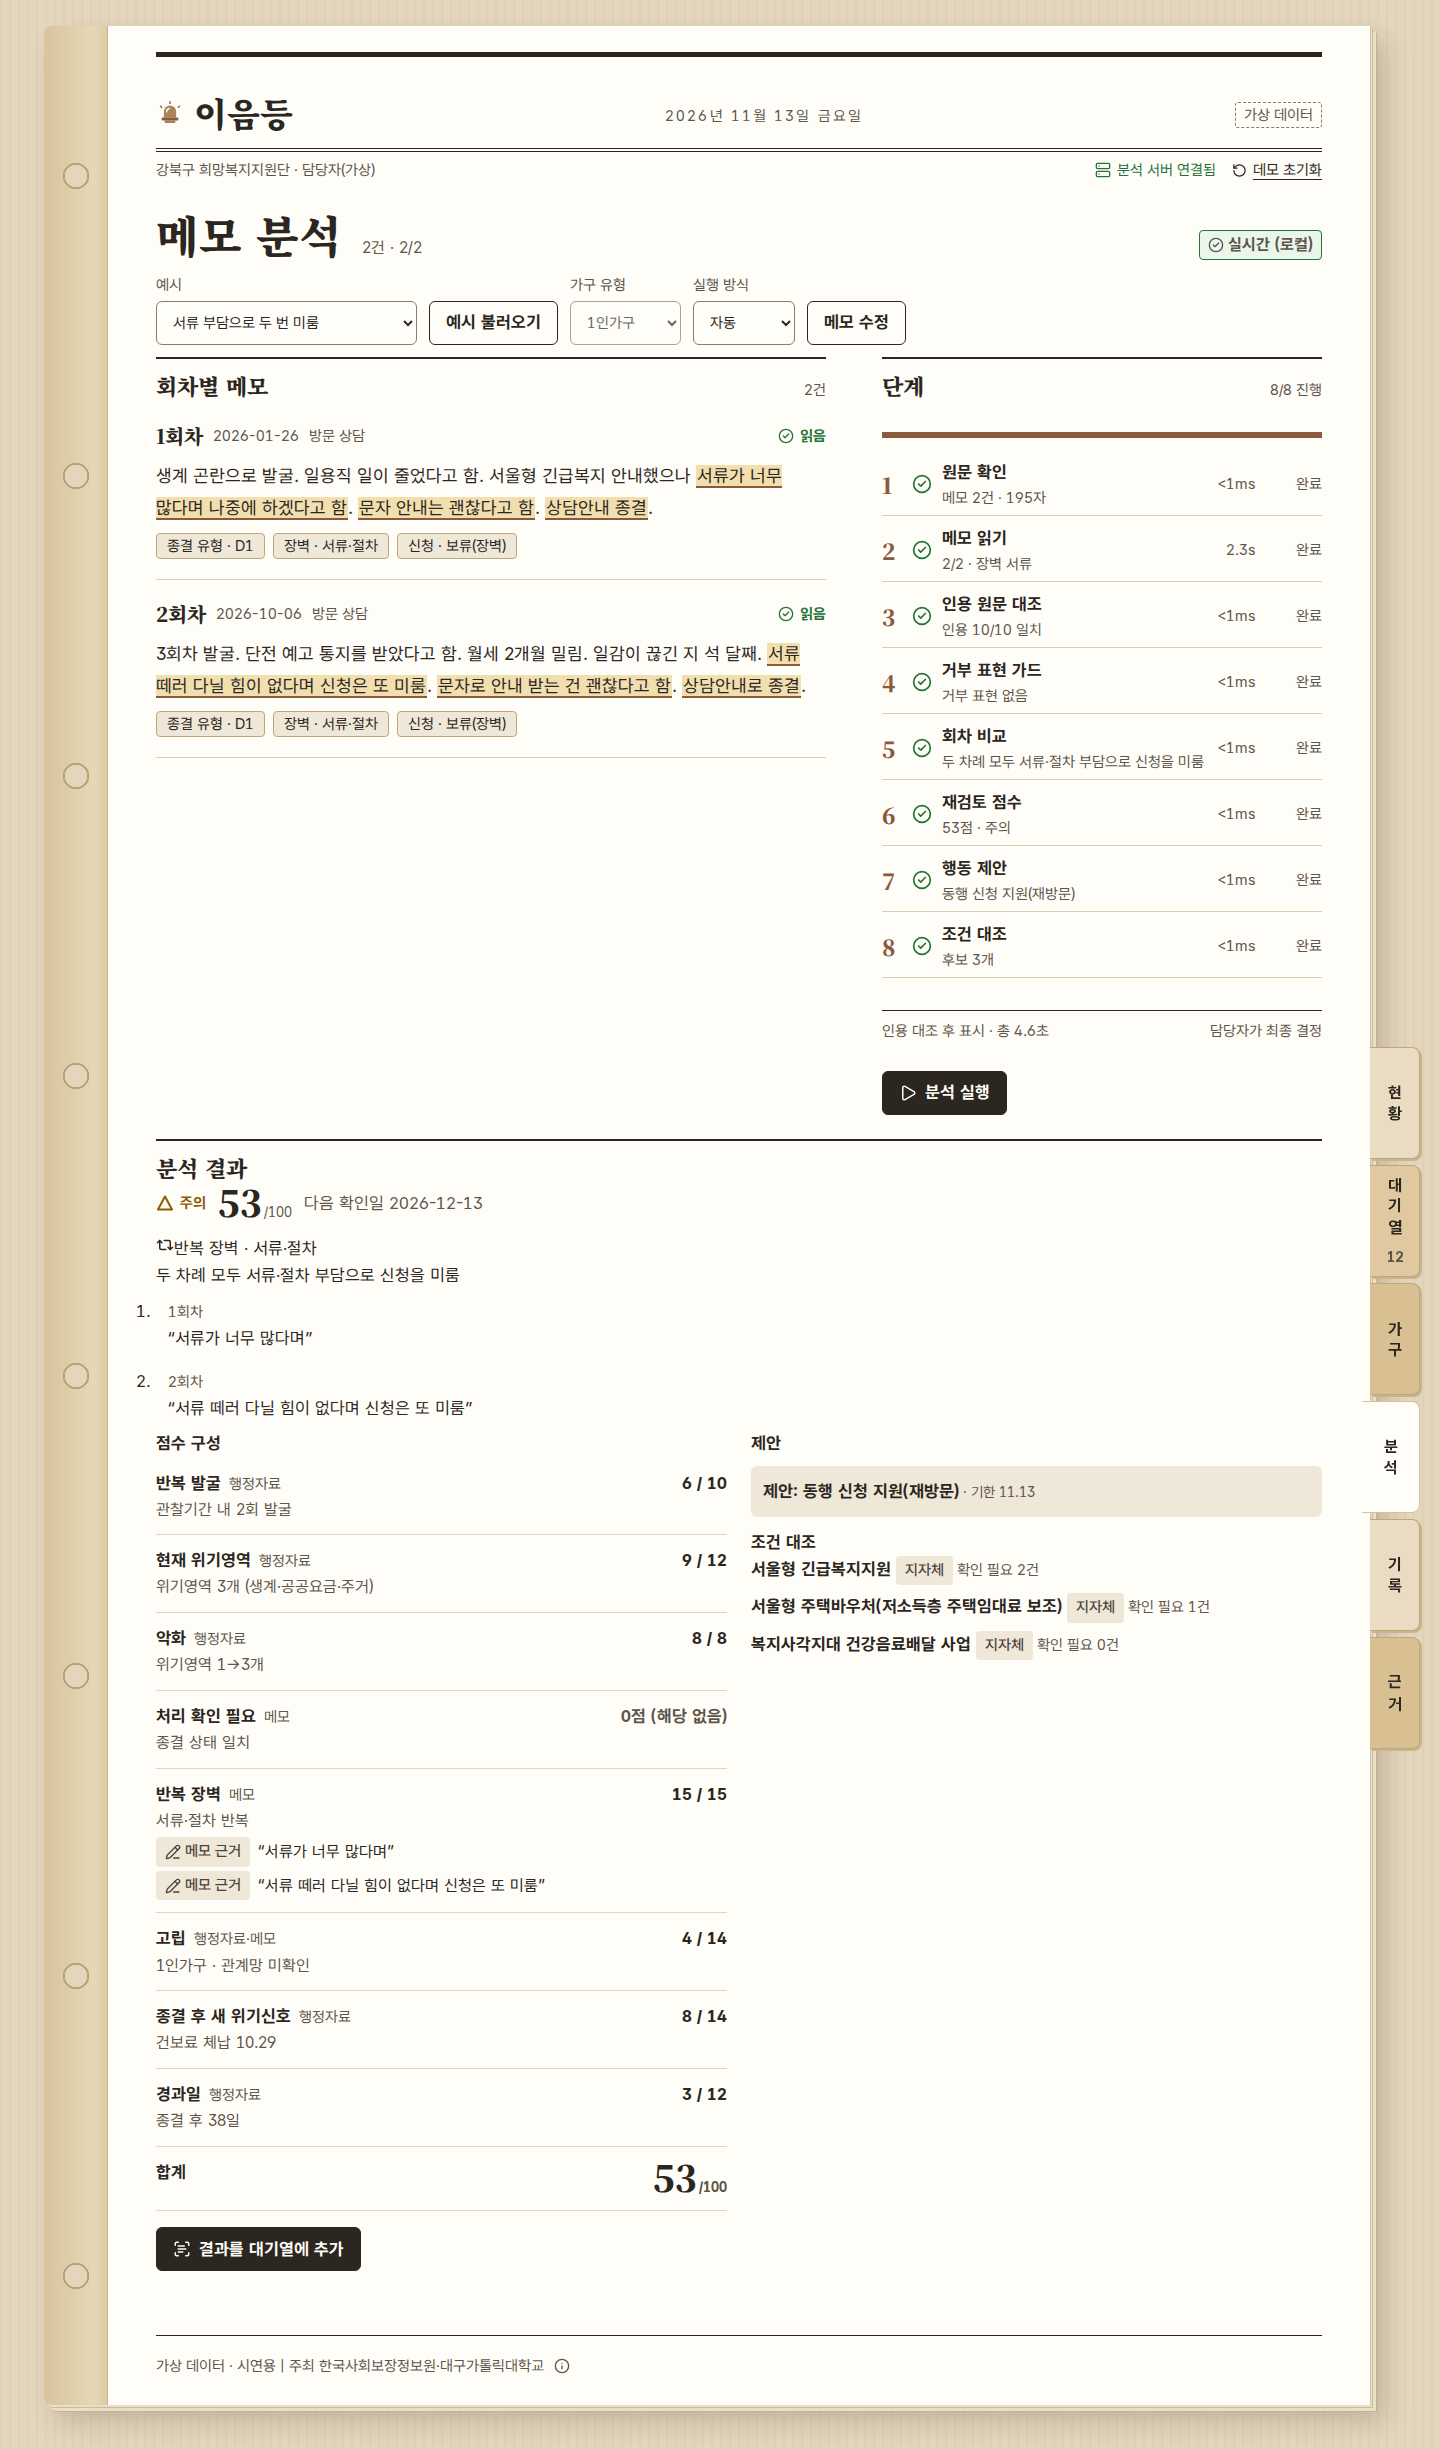 이음등
2026년 11월 13일 금요일
가상 데이터
강북구 희망복지지원단 · 담당자(가상)
분석 서버 연결됨
데모 초기화
메모 분석
2건 · 2/2
실시간 (로컬)
예시
가구 유형
실행 방식
서류 부담으로 두 번 미룸
예시 불러오기
1인가구
자동
메모 수정
회차별 메모
2건
1회차 2026-01-26 방문 상담
읽음
생계 곤란으로 발굴. 일용직 일이 줄었다고 함. 서울형 긴급복지 안내했으나 서류가 너무
많다며 나중에 하겠다고 함. 문자 안내는 괜찮다고 함. 상담안내 종결.
종결 유형 · D1
장벽 · 서류·절차
신청 · 보류(장벽)
2회차 2026-10-06 방문 상담
읽음
3회차 발굴. 단전 예고 통지를 받았다고 함. 월세 2개월 밀림. 일감이 끊긴 지 석 달째. 서류
떼러 다닐 힘이 없다며 신청은 또 미룸. 문자로 안내 받는 건 괜찮다고 함. 상담안내로 종결.
종결 유형 · D1
장벽 · 서류·절차
신청 · 보류(장벽)
단계
8/8 진행
1 원문 확인 <1ms 완료
메모 2건 · 195자
2 메모 읽기 2.3s 완료
2/2 · 장벽 서류
3 인용 원문 대조 <1ms 완료
인용 10/10 일치
4 거부 표현 가드 <1ms 완료
거부 표현 없음
5 회차 비교 <1ms 완료
두 차례 모두 서류·절차 부담으로 신청을 미룸
6 재검토 점수 <1ms 완료
53점 · 주의
7 행동 제안 <1ms 완료
동행 신청 지원(재방문)
8 조건 대조 <1ms 완료
후보 3개
인용 대조 후 표시 · 총 4.6초
담당자가 최종 결정
분석 실행
분석 결과
주의 53/100 다음 확인일 2026-12-13
반복 장벽 · 서류·절차
두 차례 모두 서류·절차 부담으로 신청을 미룸
1. 1회차
“서류가 너무 많다며”
2. 2회차
“서류 떼러 다닐 힘이 없다며 신청은 또 미룸”
점수 구성
반복 발굴 행정자료 6 / 10
관찰기간 내 2회 발굴
현재 위기영역 행정자료 9 / 12
위기영역 3개 (생계·공공요금·주거)
악화 행정자료 8 / 8
위기영역 1→3개
처리 확인 필요 메모 0점 (해당 없음)
종결 상태 일치
반복 장벽 메모 15 / 15
서류·절차 반복
메모 근거 “서류가 너무 많다며”
메모 근거 “서류 떼러 다닐 힘이 없다며 신청은 또 미룸”
고립 행정자료·메모 4 / 14
1인가구 · 관계망 미확인
종결 후 새 위기신호 행정자료 8 / 14
건보료 체납 10.29
경과일 행정자료 3 / 12
종결 후 38일
합계 53/100
결과를 대기열에 추가
제안
제안: 동행 신청 지원(재방문) · 기한 11.13
조건 대조
서울형 긴급복지지원 지자체 확인 필요 2건
서울형 주택바우처(저소득층 주택임대료 보조) 지자체 확인 필요 1건
복지사각지대 건강음료배달 사업 지자체 확인 필요 0건
현황
대기열 12
가구
분석
기록
근거
가상 데이터 · 시연용 | 주최 한국사회보장정보원·대구가톨릭대학교